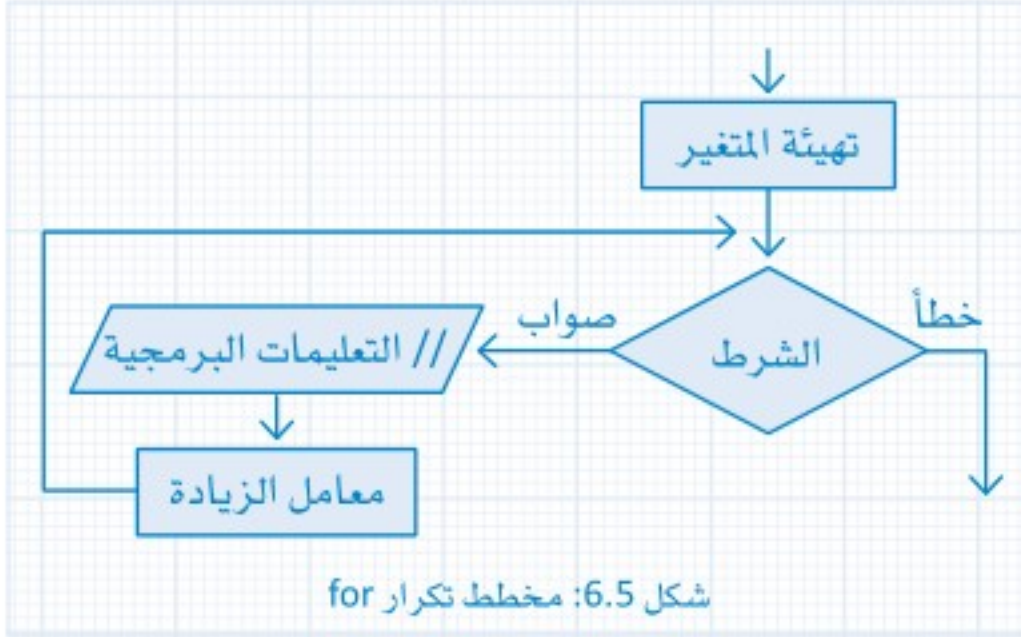 تهيئة المتغير
الشرط
خطأ
صواب
// التعليمات البرمجية
معامل الزيادة
شكل 6.5: مخطط تكرار for